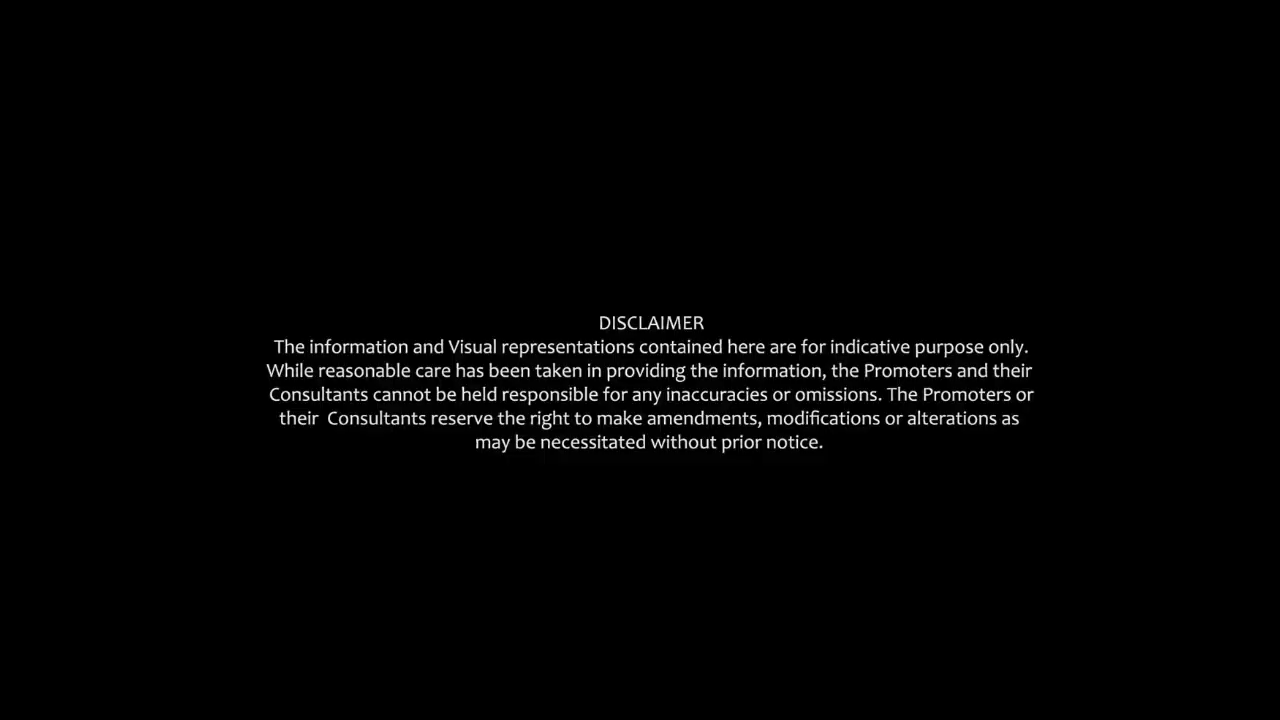 DISCLAIMER
The information and Visual representations contained here are for indicative purpose only.
While reasonable care has been taken in providing the information, the Promoters and their
Consultants cannot be held responsible for any inaccuracies or omissions. The Promoters or
their  Consultants reserve the right to make amendments, modifications or alterations as
may be necessitated without prior notice.